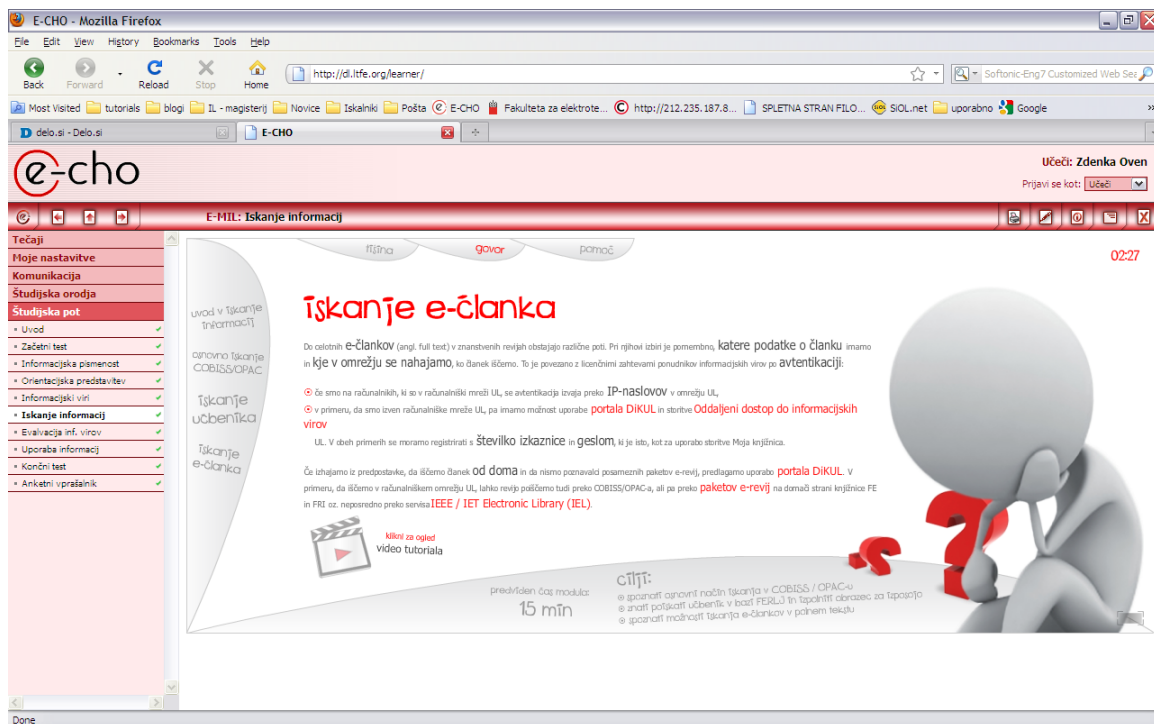 E-CHO - Mozilla Firefox
File Edit View History Bookmarks Tools Help
Back Forward Reload Stop Home http://dl.ltfe.org/learner/ Softonic-Eng7 Customized Web Sea
Most Visited tutorials blogi IL - magisterij Novice Iskalniki Pošta E-CHO Fakulteta za elektrote... http://212.235.187.8... SPLETNA STRAN FILO... SiOL.net uporabno Google »
delo.si - Delo.si E-CHO
e-cho
Učeči: Zdenka Oven
Prijavi se kot: Učeči
E-MIL: Iskanje informacij
Tečaji
Moje nastavitve
Komunikacija
Študijska orodja
Študijska pot
Uvod
Začetni test
Informacijska pismenost
Orientacijska predstavitev
Informacijski viri
Iskanje informacij
Evalvacija inf. virov
Uporaba informacij
Končni test
Anketni vprašalnik
tišina govor pomoč
02:27
uvod v iskanje
informacij
osnovno iskanje
COBISS/OPAC
iskanje
učbenika
iskanje
e-članka
iskanje e-članka
Do celotnih e-člankov (angl. full text) v znanstvenih revijah obstajajo različne poti. Pri njihovi izbiri je pomembno, katere podatke o članku imamo
in kje v omrežju se nahajamo, ko članek iščemo. To je povezano z licenčnimi zahtevami ponudnikov informacijskih virov po avtentikaciji:
če smo na računalnikih, ki so v računalniški mreži UL, se avtentikacija izvaja preko IP-naslovov v omrežju UL,
v primeru, da smo izven računalniške mreže UL, pa imamo možnost uporabe portala DiKUL in storitve Oddaljeni dostop do informacijskih
virov
UL. V obeh primerih se moramo registrirati s številko izkaznice in geslom, ki je isto, kot za uporabo storitve Moja knjižnica.
Če izhajamo iz predpostavke, da iščemo članek od doma in da nismo poznavalci posameznih paketov e-revij, predlagamo uporabo portala DiKUL. V
primeru, da iščemo v računalniškem omrežju UL, lahko revijo poiščemo tudi preko COBISS/OPAC-a, ali pa preko paketov e-revij na domači strani knjižnice FE
in FRI oz. neposredno preko servisa IEEE / IET Electronic Library (IEL).
klikni za ogled
video tutoriala
predviden čas modula:
15 min
cilji:
spoznati osnovni način iskanja v COBISS / OPAC-u
znati poiskati učbenik v bazi FERLJ in izpolniti obrazec za izposojo
spoznati možnosti iskanja e-člankov v polnem tekstu
Done